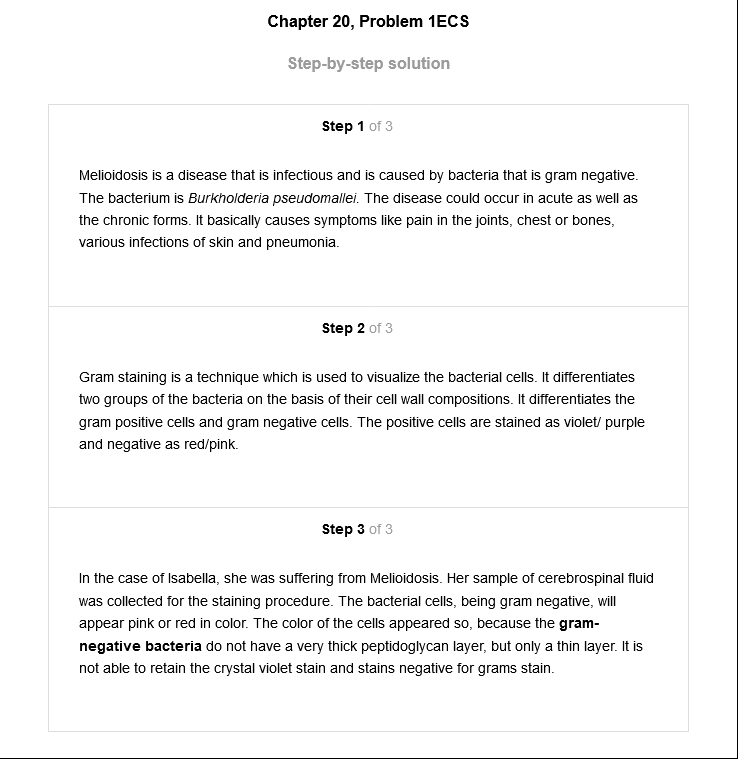 Chapter 20, Problem 1ECS
Step-by-step solution
Step 1 of 3
Melioidosis is a disease that is infectious and is caused by bacteria that is gram negative.
The bacterium is Burkholderia pseudomallei. The disease could occur in acute as well as
the chronic forms. It basically causes symptoms like pain in the joints, chest or bones,
various infections of skin and pneumonia.
Step 2 of 3
Gram staining is a technique which is used to visualize the bacterial cells. It differentiates
two groups of the bacteria on the basis of their cell wall compositions. It differentiates the
gram positive cells and gram negative cells. The positive cells are stained as violet/ purple
and negative as red/pink.
Step 3 of 3
In the case of Isabella, she was suffering from Melioidosis. Her sample of cerebrospinal fluid
was collected for the staining procedure. The bacterial cells, being gram negative, will
appear pink or red in color. The color of the cells appeared so, because the gram-
negative bacteria do not have a very thick peptidoglycan layer, but only a thin layer. It is
not able to retain the crystal violet stain and stains negative for grams stain.